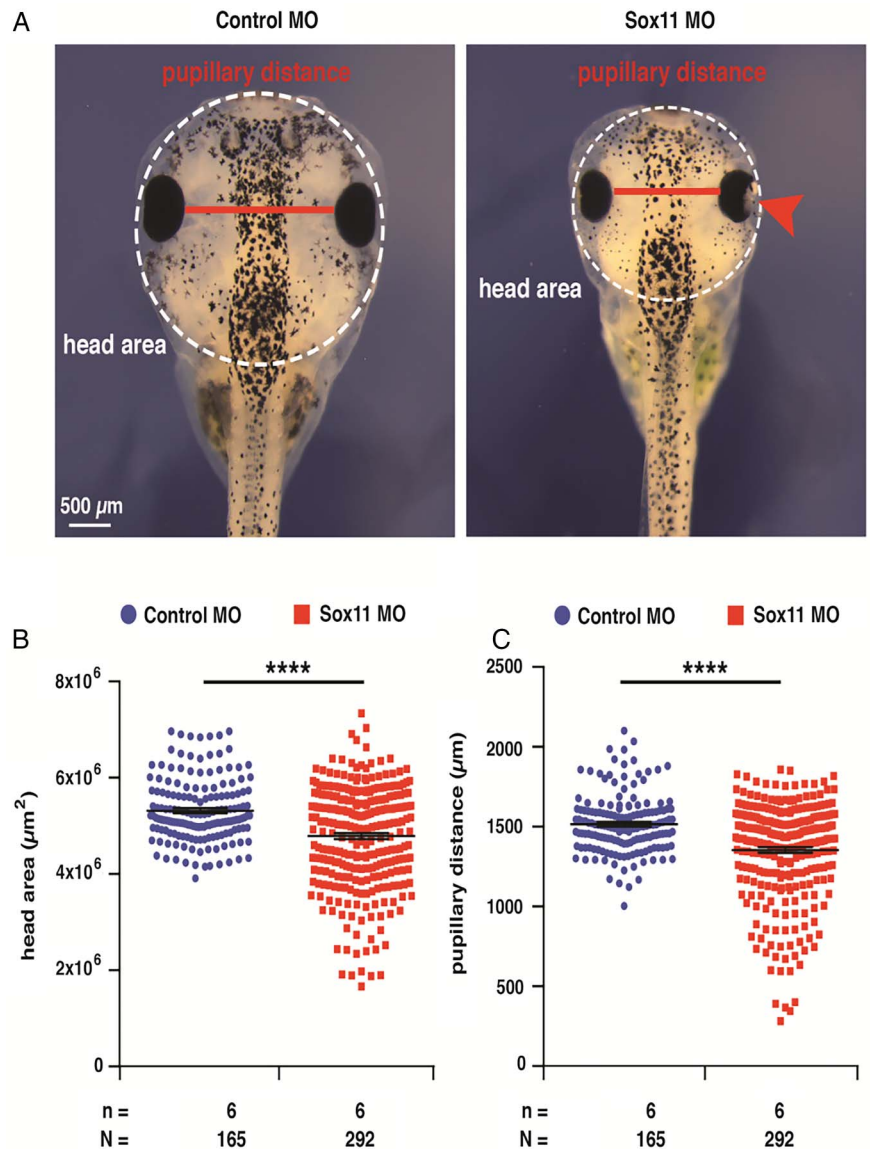 A
Control MO
Sox11 MO
pupillary distance
pupillary distance
head area
head area
500 µm
Control MO
Sox11 MO
Control MO
Sox11 MO
B
C
****
****
head area (µm²)
8x10⁶
6x10⁶
4x10⁶
2x10⁶
0
pupillary distance (µm)
2500
2000
1500
1000
500
0
n = 6 6 6 6
N = 165 292 165 292